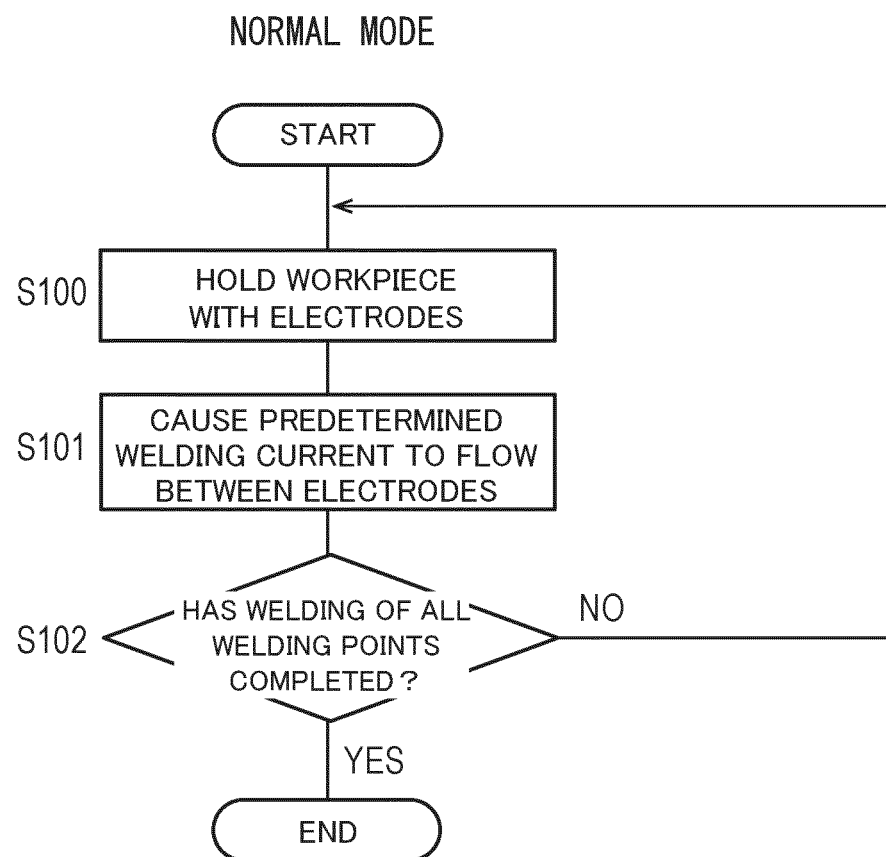 NORMAL MODE
START
S100
HOLD WORKPIECE
WITH ELECTRODES
S101
CAUSE PREDETERMINED
WELDING CURRENT TO FLOW
BETWEEN ELECTRODES
S102
HAS WELDING OF ALL
WELDING POINTS
COMPLETED?
NO
YES
END